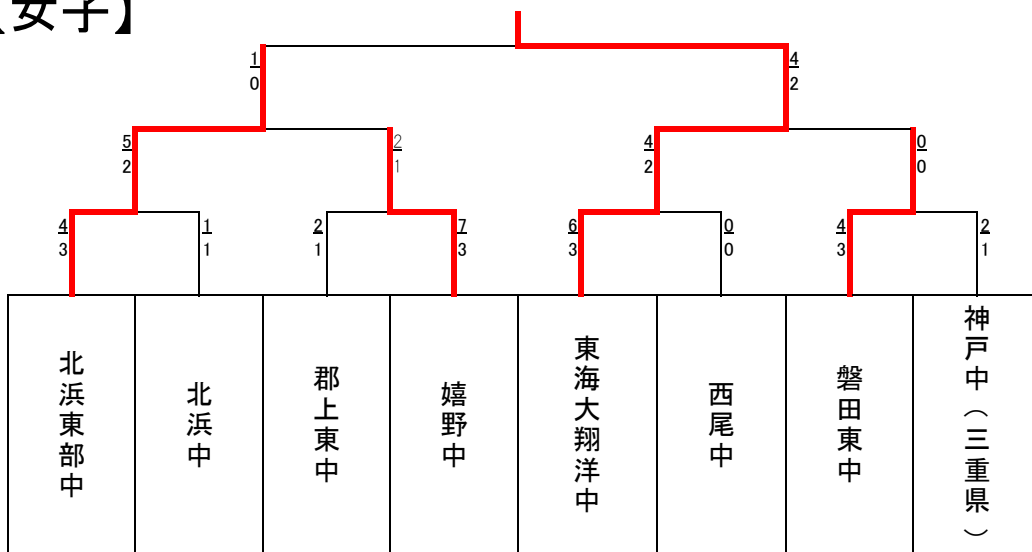 【女子】
1 4
0 2
5 2 4 0
2 1 2 0
4 1 2 7 6 0 4 2
3 1 1 3 3 0 3 1
北浜東部中
北浜中
郡上東中
嬉野中
東海大翔洋中
西尾中
磐田東中
神戸中（三重県）